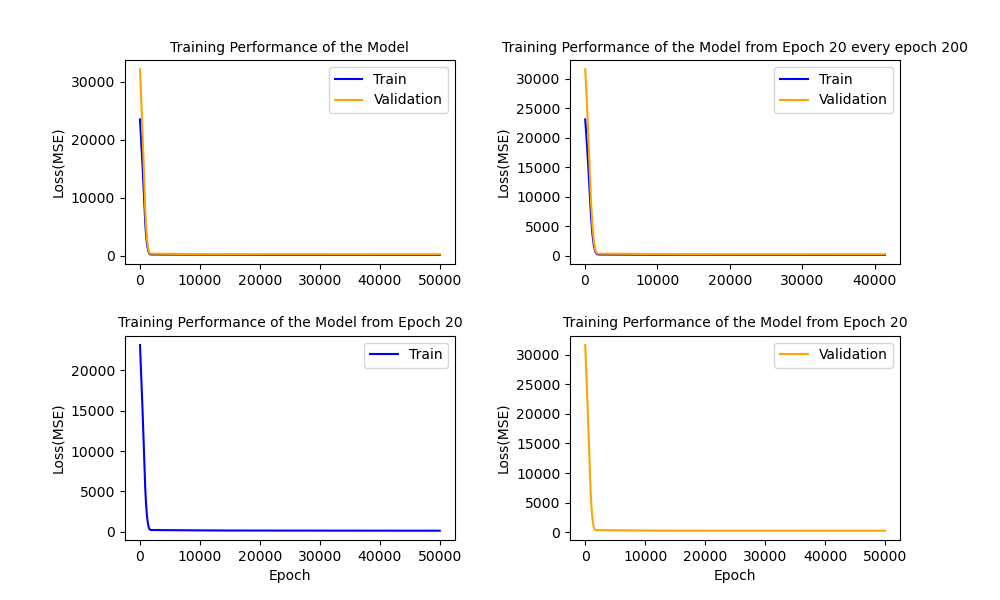 Training Performance of the Model
Loss(MSE)
30000
20000
10000
0
0 10000 20000 30000 40000 50000
Train
Validation
Training Performance of the Model from Epoch 20 every epoch 200
Loss(MSE)
30000
25000
20000
15000
10000
5000
0
0 10000 20000 30000 40000
Train
Validation
Training Performance of the Model from Epoch 20
Loss(MSE)
20000
15000
10000
5000
0
0 10000 20000 30000 40000 50000
Epoch
Train
Training Performance of the Model from Epoch 20
Loss(MSE)
30000
25000
20000
15000
10000
5000
0
0 10000 20000 30000 40000 50000
Epoch
Validation